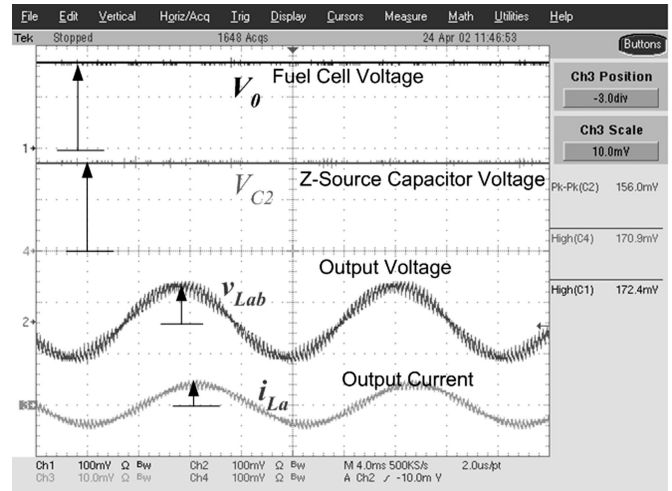 File Edit Vertical Horiz/Acq Trig Display Cursors Measure Math Utilities Help
Tek Stopped 1648 Acqs 24 Apr 02 11:46:53
Buttons
V0 Fuel Cell Voltage
Ch3 Position
-3.0div
Ch3 Scale
10.0mV
1
VC2 Z-Source Capacitor Voltage
Pk-Pk(C2) 156.0mV
High(C4) 170.9mV
4
Output Voltage
vLab
High(C1) 172.4mV
2
Output Current
iLa
Ch1 100mV Ω BW Ch2 100mV Ω BW M 4.0ms 500KS/s 2.0us/pt
Ch3 10.0mV Ω BW Ch4 100mV Ω BW A Ch2 -10.0m V